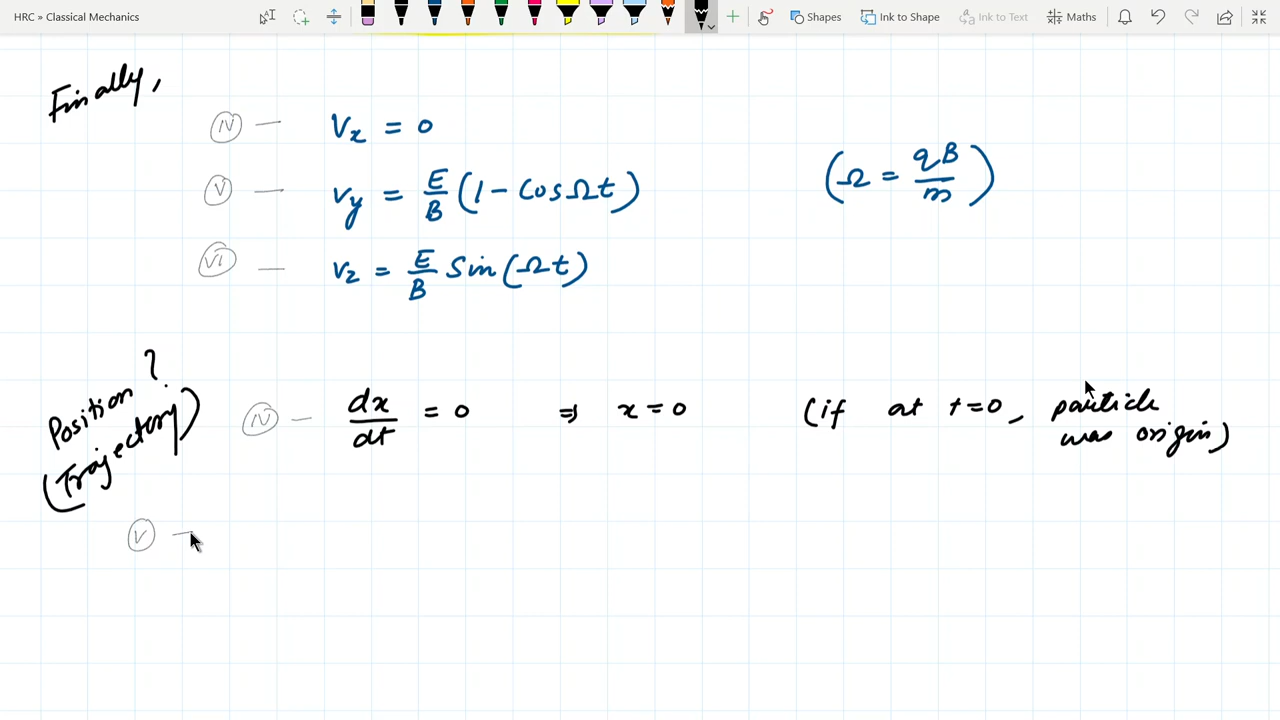 HRC » Classical Mechanics
Shapes Ink to Shape Ink to Text Maths
Finally,
IV — Vx = 0
V — Vy = E/B (1 - Cos Ωt) (Ω = qB/m)
VI — Vz = E/B Sin(Ωt)
Position?
(Trajectory)
IV — dx/dt = 0 ⇒ x = 0 (if at t=0, particle
was origin)
V —